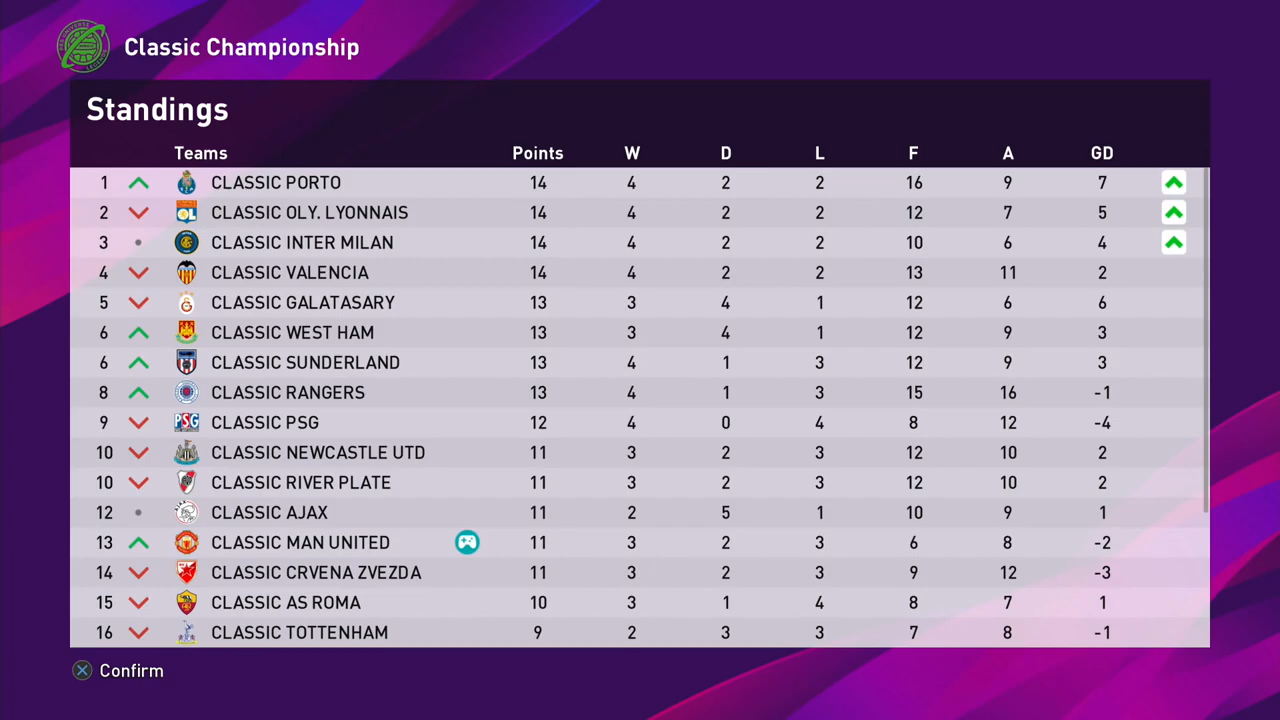 Classic Championship
Standings
Teams Points W D L F A GD
1 CLASSIC PORTO 14 4 2 2 16 9 7
2 CLASSIC OLY. LYONNAIS 14 4 2 2 12 7 5
3 CLASSIC INTER MILAN 14 4 2 2 10 6 4
4 CLASSIC VALENCIA 14 4 2 2 13 11 2
5 CLASSIC GALATASARY 13 3 4 1 12 6 6
6 CLASSIC WEST HAM 13 3 4 1 12 9 3
6 CLASSIC SUNDERLAND 13 4 1 3 12 9 3
8 CLASSIC RANGERS 13 4 1 3 15 16 -1
9 CLASSIC PSG 12 4 0 4 8 12 -4
10 CLASSIC NEWCASTLE UTD 11 3 2 3 12 10 2
10 CLASSIC RIVER PLATE 11 3 2 3 12 10 2
12 CLASSIC AJAX 11 2 5 1 10 9 1
13 CLASSIC MAN UNITED 11 3 2 3 6 8 -2
14 CLASSIC CRVENA ZVEZDA 11 3 2 3 9 12 -3
15 CLASSIC AS ROMA 10 3 1 4 8 7 1
16 CLASSIC TOTTENHAM 9 2 3 3 7 8 -1
Confirm